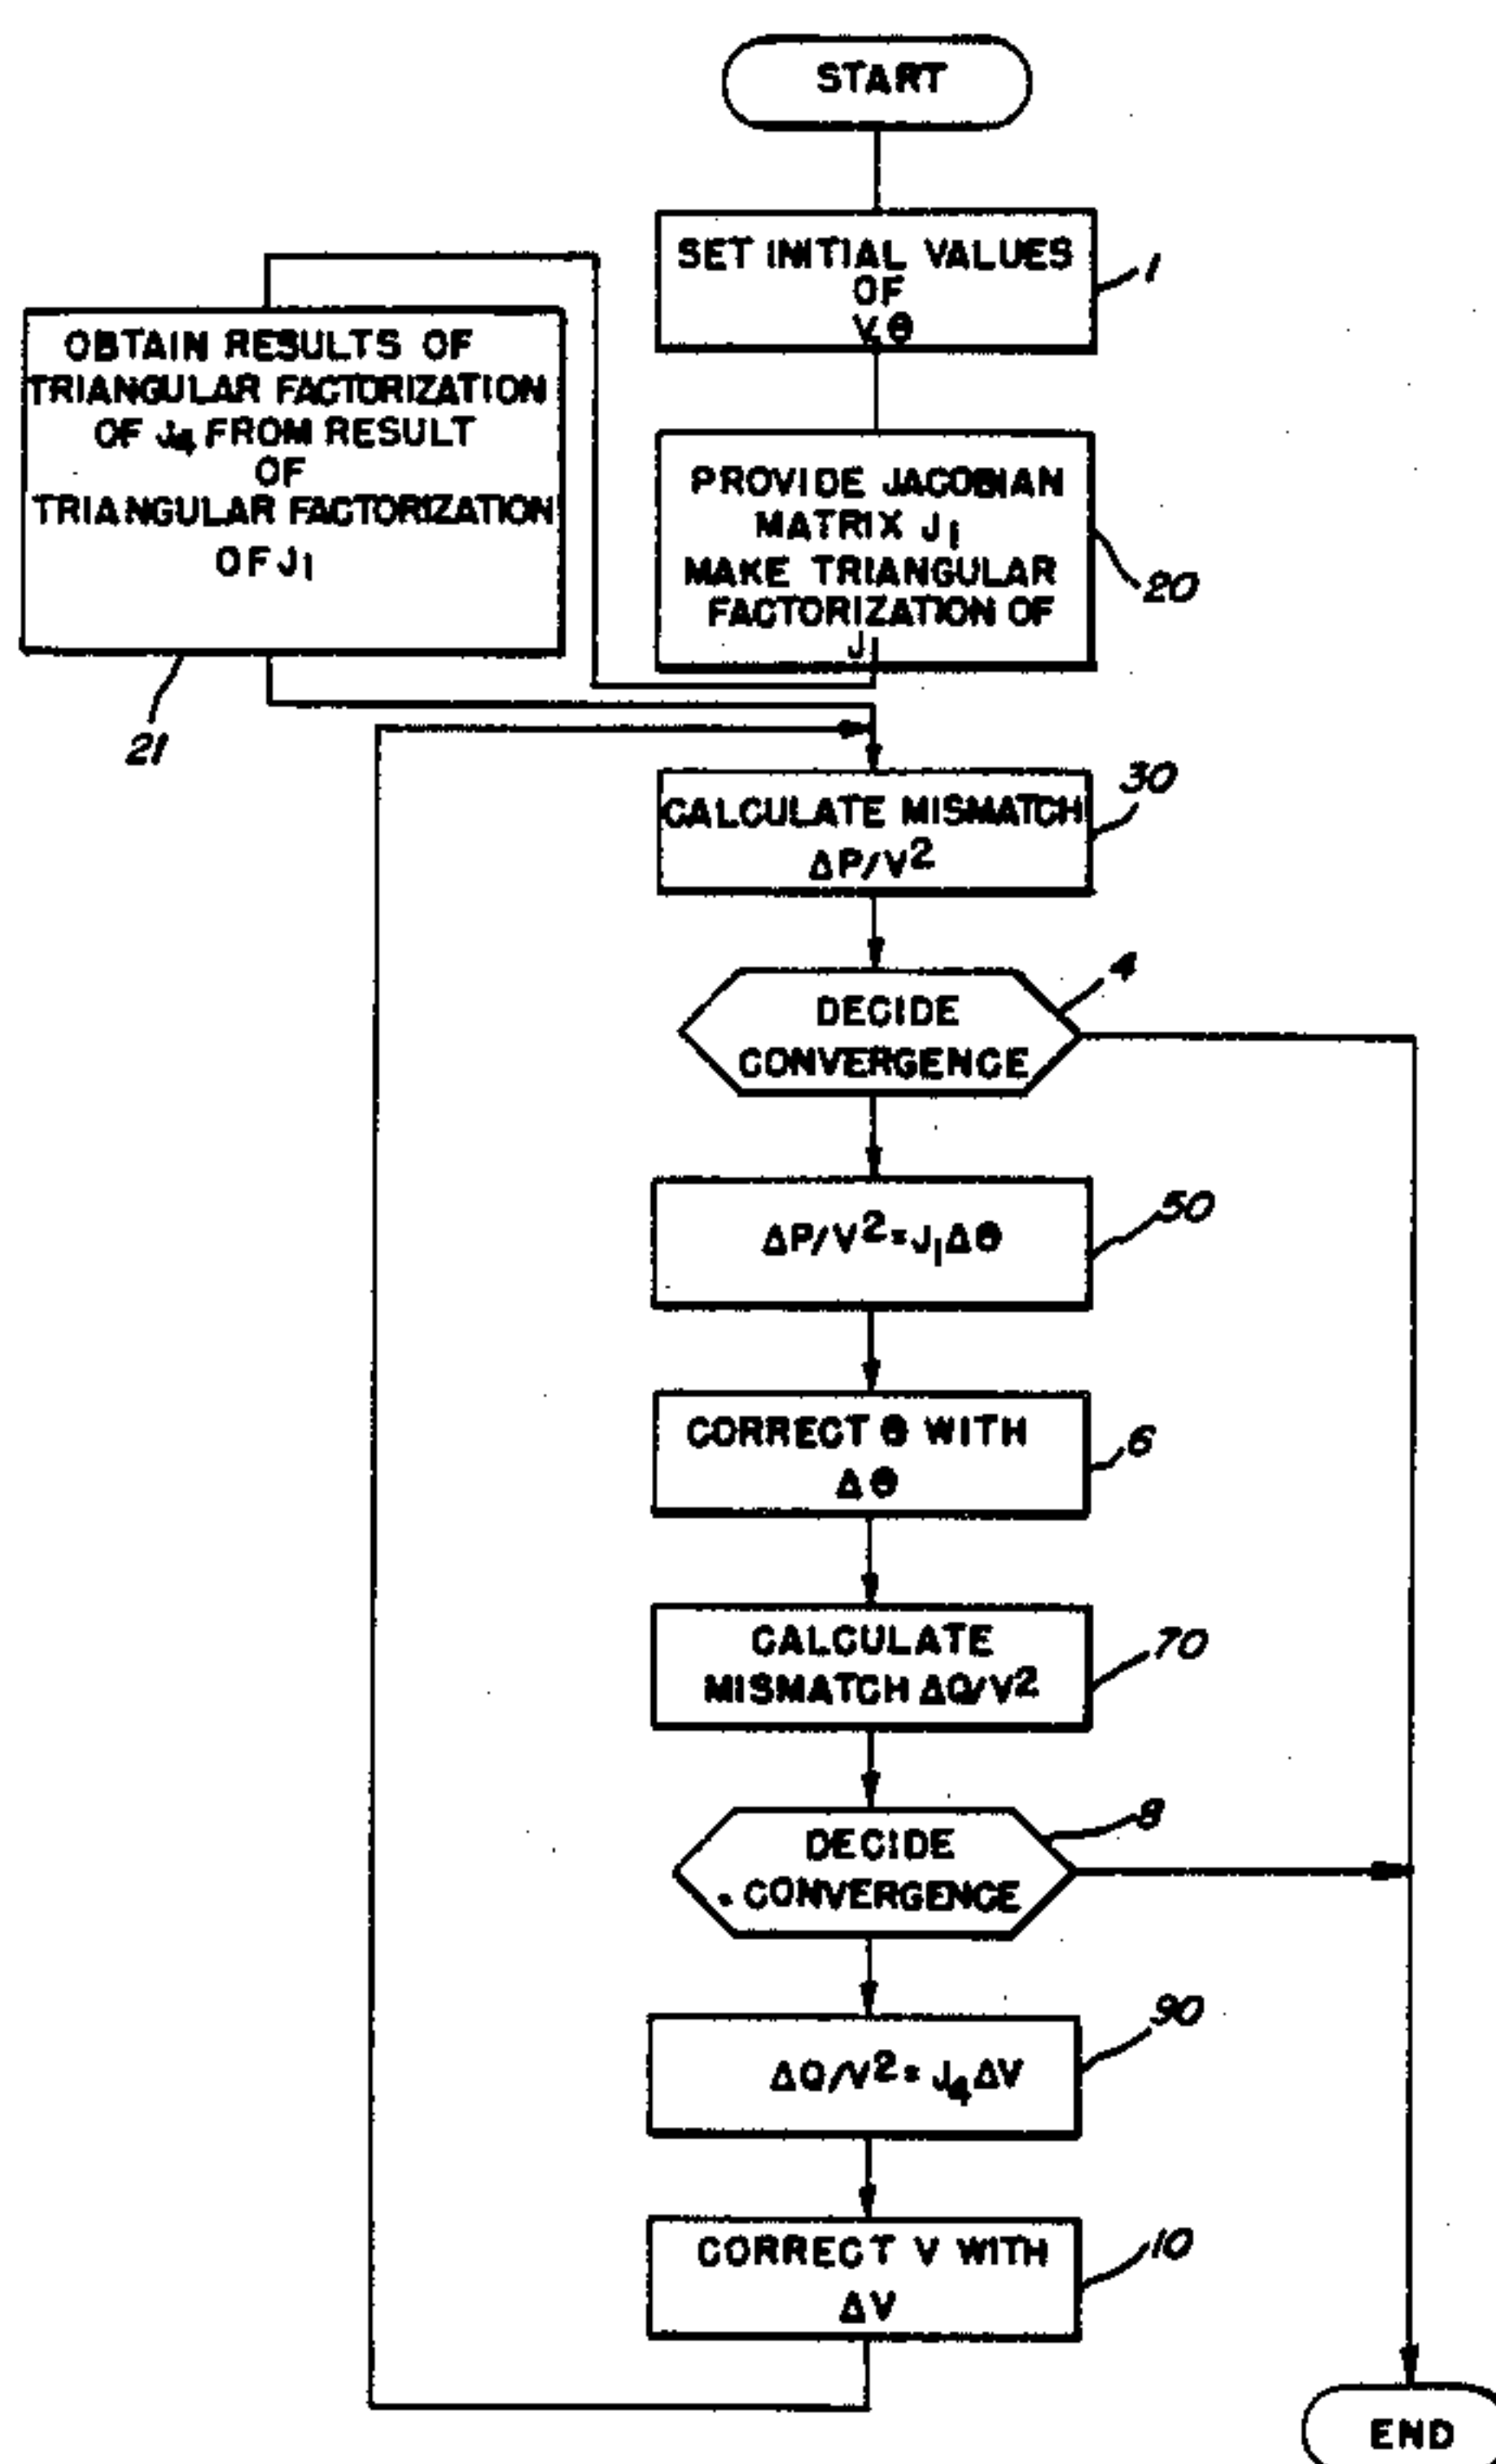 START
SET INITIAL VALUES
OF
V, θ
1
OBTAIN RESULTS OF
TRIANGULAR FACTORIZATION
OF J4 FROM RESULT
OF
TRIANGULAR FACTORIZATION
OF J1
21
PROVIDE JACOBIAN
MATRIX J1
MAKE TRIANGULAR
FACTORIZATION OF
J1
20
CALCULATE MISMATCH
ΔP/V²
30
DECIDE
CONVERGENCE
4
ΔP/V²=J1Δθ
50
CORRECT θ WITH
Δθ
6
CALCULATE
MISMATCH ΔQ/V²
70
DECIDE
CONVERGENCE
8
ΔQ/V²=J4ΔV
90
CORRECT V WITH
ΔV
10
END